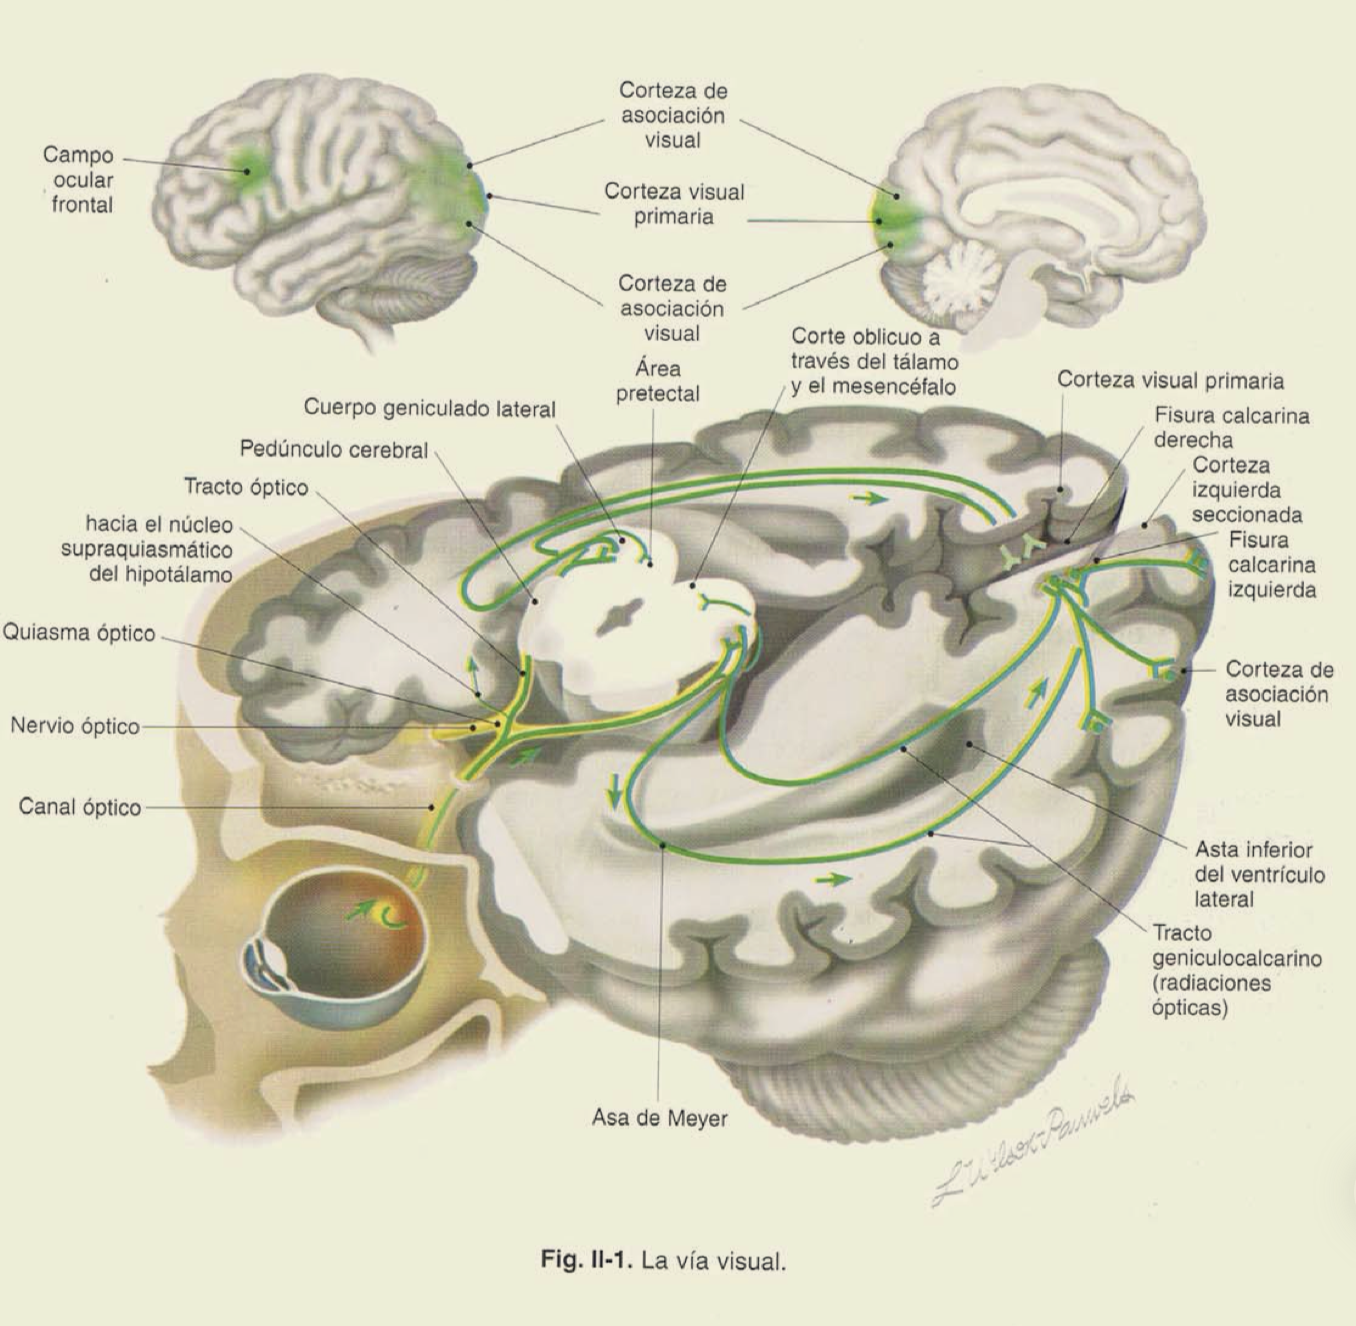 Corteza de
asociación
visual
Campo
ocular
frontal
Corteza visual
primaria
Corteza de
asociación
visual
Área
pretectal
Corte oblicuo a
través del tálamo
y el mesencéfalo
Corteza visual primaria
Cuerpo geniculado lateral
Fisura calcarina
derecha
Pedúnculo cerebral
Corteza
izquierda
seccionada
Tracto óptico
hacia el núcleo
supraquiasmático
del hipotálamo
Fisura
calcarina
izquierda
Quiasma óptico
Corteza de
asociación
visual
Nervio óptico
Canal óptico
Asta inferior
del ventrículo
lateral
Tracto
geniculocalcarino
(radiaciones
ópticas)
Asa de Meyer
L Wilson-Pauwels
Fig. II-1. La vía visual.